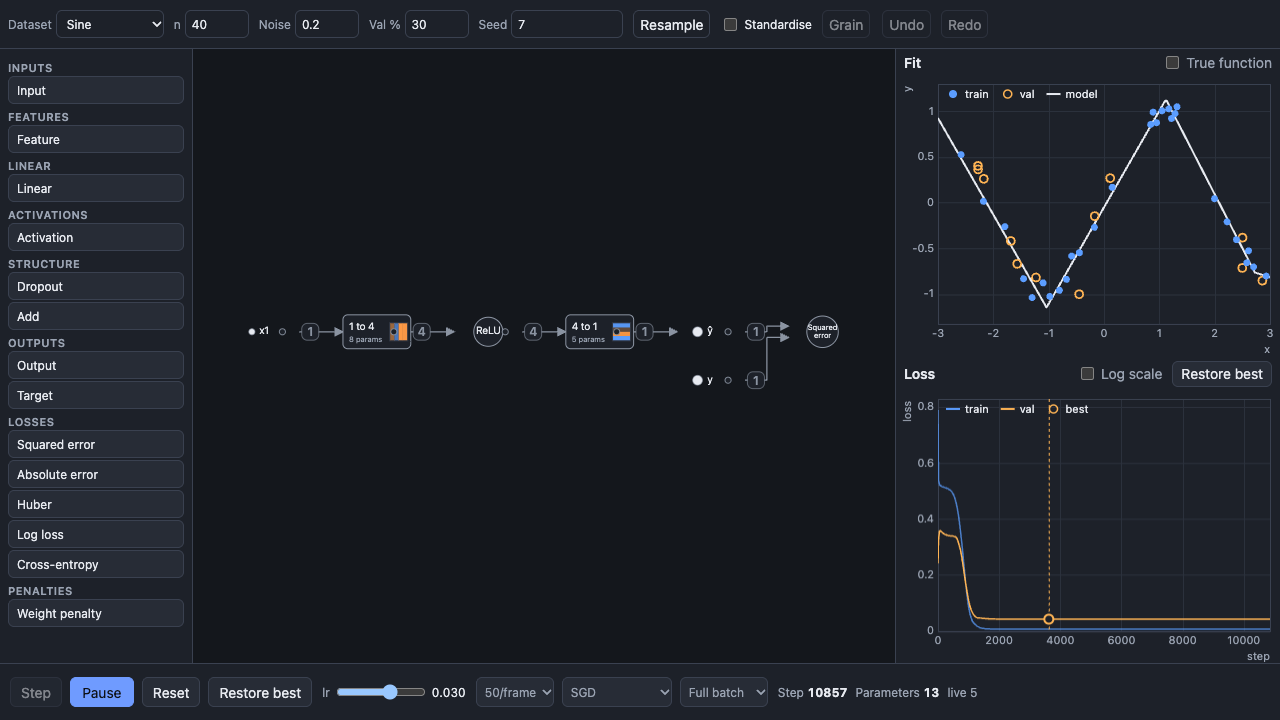 Dataset Sine n 40 Noise 0.2 Val % 30 Seed 7 Resample Standardise Grain Undo Redo
INPUTS
Input
FEATURES
Feature
LINEAR
Linear
ACTIVATIONS
Activation
STRUCTURE
Dropout
Add
OUTPUTS
Output
Target
LOSSES
Squared error
Absolute error
Huber
Log loss
Cross-entropy
PENALTIES
Weight penalty
x1 1 1 to 4 4 ReLU 4 4 to 1 1 ŷ 1 Squared
8 params 5 params error
y 1
Fit True function
y
train val model
1
0.5
0
-0.5
-1
-3 -2 -1 0 1 2 3
x
Loss Log scale Restore best
loss
train val best
0.8
0.6
0.4
0.2
0
0 2000 4000 6000 8000 10000
step
Step Pause Reset Restore best lr 0.030 50/frame SGD Full batch Step 10857 Parameters 13 live 5